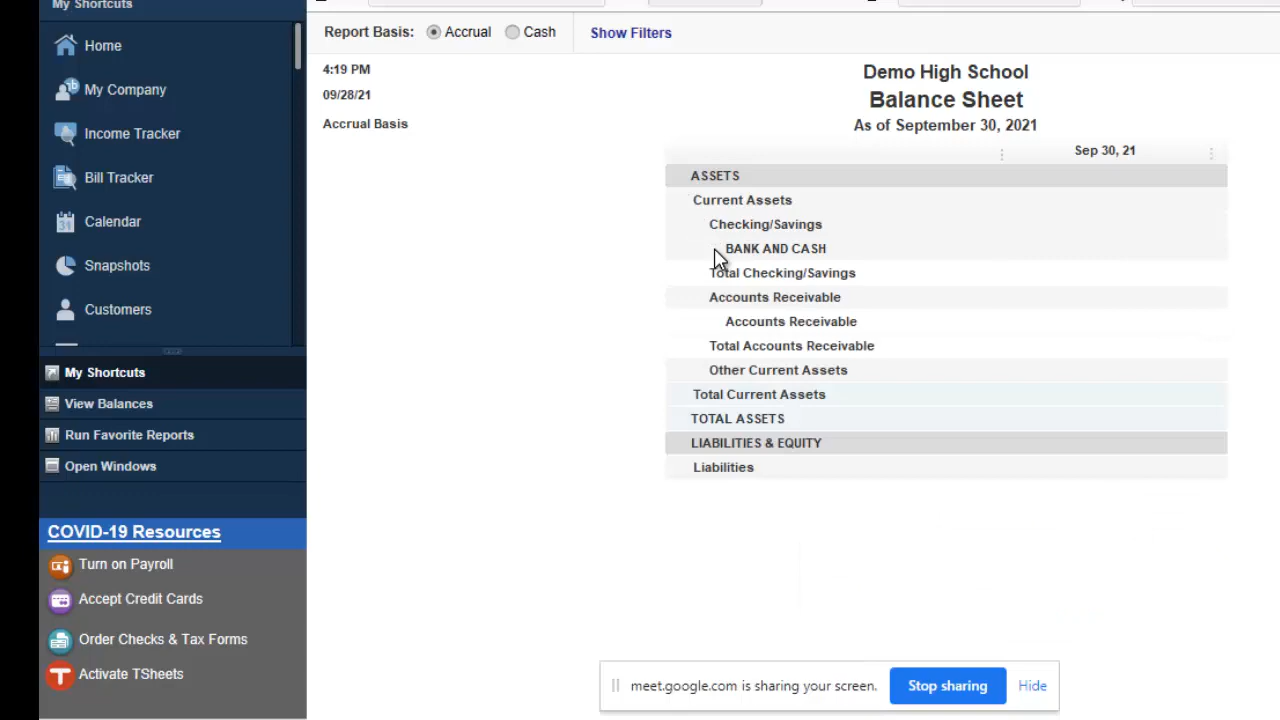 My Shortcuts
Home
My Company
Income Tracker
Bill Tracker
Calendar
Snapshots
Customers
My Shortcuts
View Balances
Run Favorite Reports
Open Windows
COVID-19 Resources
Turn on Payroll
Accept Credit Cards
Order Checks & Tax Forms
Activate TSheets
Report Basis: Accrual Cash Show Filters
4:19 PM
09/28/21
Accrual Basis
Demo High School
Balance Sheet
As of September 30, 2021
Sep 30, 21
ASSETS
Current Assets
Checking/Savings
BANK AND CASH
Total Checking/Savings
Accounts Receivable
Accounts Receivable
Total Accounts Receivable
Other Current Assets
Total Current Assets
TOTAL ASSETS
LIABILITIES & EQUITY
Liabilities
meet.google.com is sharing your screen. Stop sharing Hide